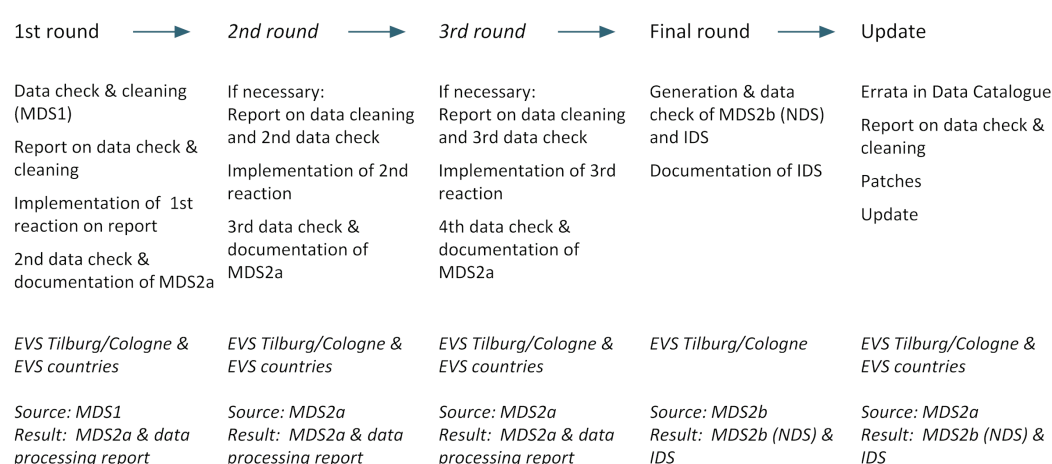 1st round
2nd round
3rd round
Final round
Update
Data check & cleaning
(MDS1)
Report on data check &
cleaning
Implementation of 1st
reaction on report
2nd data check &
documentation of MDS2a
If necessary:
Report on data cleaning
and 2nd data check
Implementation of 2nd
reaction
3rd data check &
documentation of
MDS2a
If necessary:
Report on data cleaning
and 3rd data check
Implementation of 3rd
reaction
4th data check &
documentation of
MDS2a
Generation & data
check of MDS2b (NDS)
and IDS
Documentation of IDS
Errata in Data Catalogue
Report on data check &
cleaning
Patches
Update
EVS Tilburg/Cologne &
EVS countries
EVS Tilburg/Cologne &
EVS countries
EVS Tilburg/Cologne &
EVS countries
EVS Tilburg/Cologne
EVS Tilburg/Cologne &
EVS countries
Source: MDS1
Result: MDS2a & data
processing report
Source: MDS2a
Result: MDS2a & data
processing report
Source: MDS2a
Result: MDS2a & data
processing report
Source: MDS2b
Result: MDS2b (NDS) &
IDS
Source: MDS2a
Result: MDS2b (NDS) &
IDS